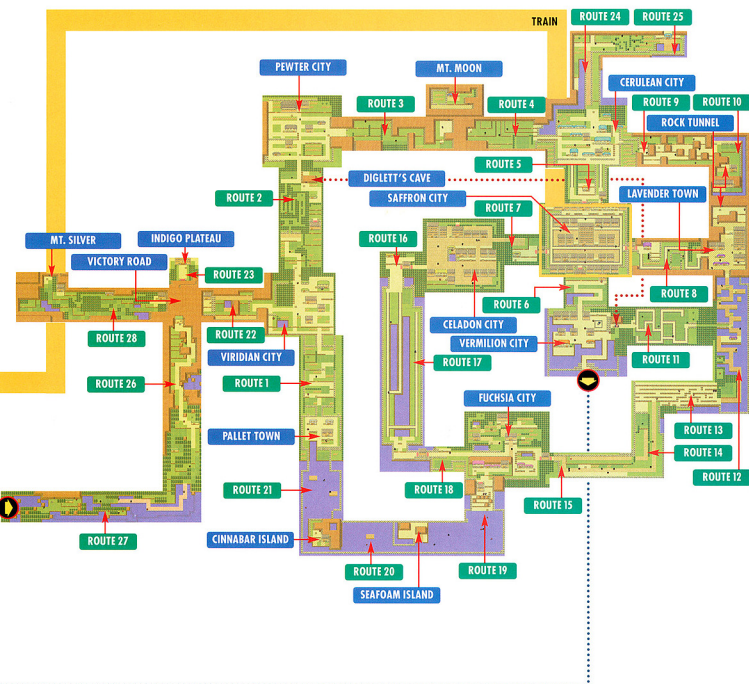 TRAIN
ROUTE 24
ROUTE 25
PEWTER CITY
MT. MOON
CERULEAN CITY
ROUTE 3
ROUTE 4
ROUTE 9
ROUTE 10
ROCK TUNNEL
ROUTE 5
DIGLETT'S CAVE
ROUTE 2
SAFFRON CITY
LAVENDER TOWN
ROUTE 7
MT. SILVER
INDIGO PLATEAU
ROUTE 16
VICTORY ROAD
ROUTE 23
ROUTE 8
ROUTE 6
ROUTE 28
ROUTE 22
CELADON CITY
VIRIDIAN CITY
VERMILION CITY
ROUTE 17
ROUTE 11
ROUTE 26
ROUTE 1
FUCHSIA CITY
ROUTE 13
PALLET TOWN
ROUTE 14
ROUTE 12
ROUTE 21
ROUTE 18
ROUTE 15
ROUTE 27
CINNABAR ISLAND
ROUTE 20
ROUTE 19
SEAFOAM ISLAND